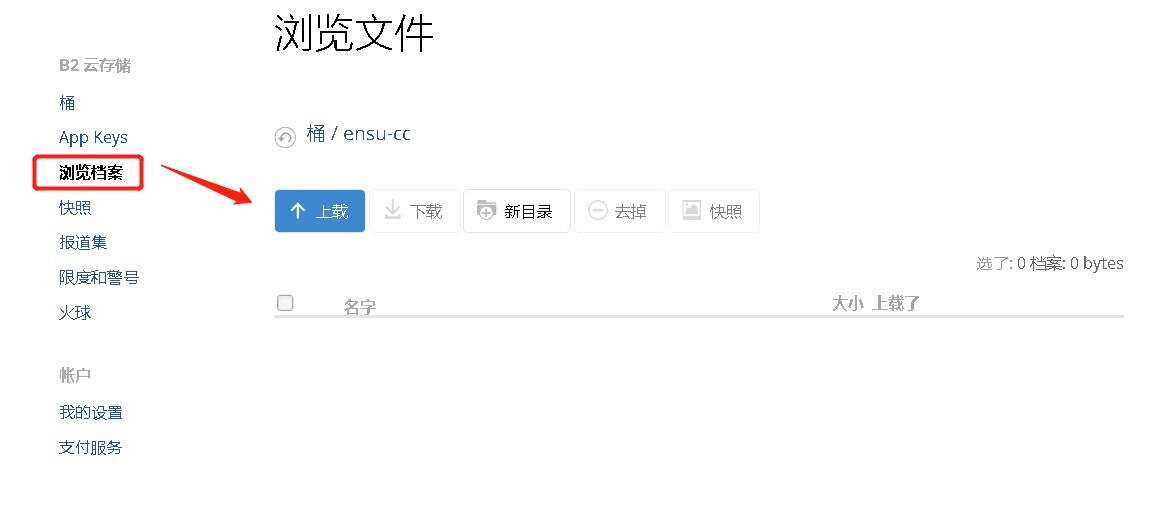 浏览文件
B2 云存储
桶
App Keys
浏览档案
快照
报道集
限度和警号
火球
帐户
我的设置
支付服务
桶 / ensu-cc
上载 下载 新目录 去掉 快照
选了: 0 档案: 0 bytes
名字 大小 上载了